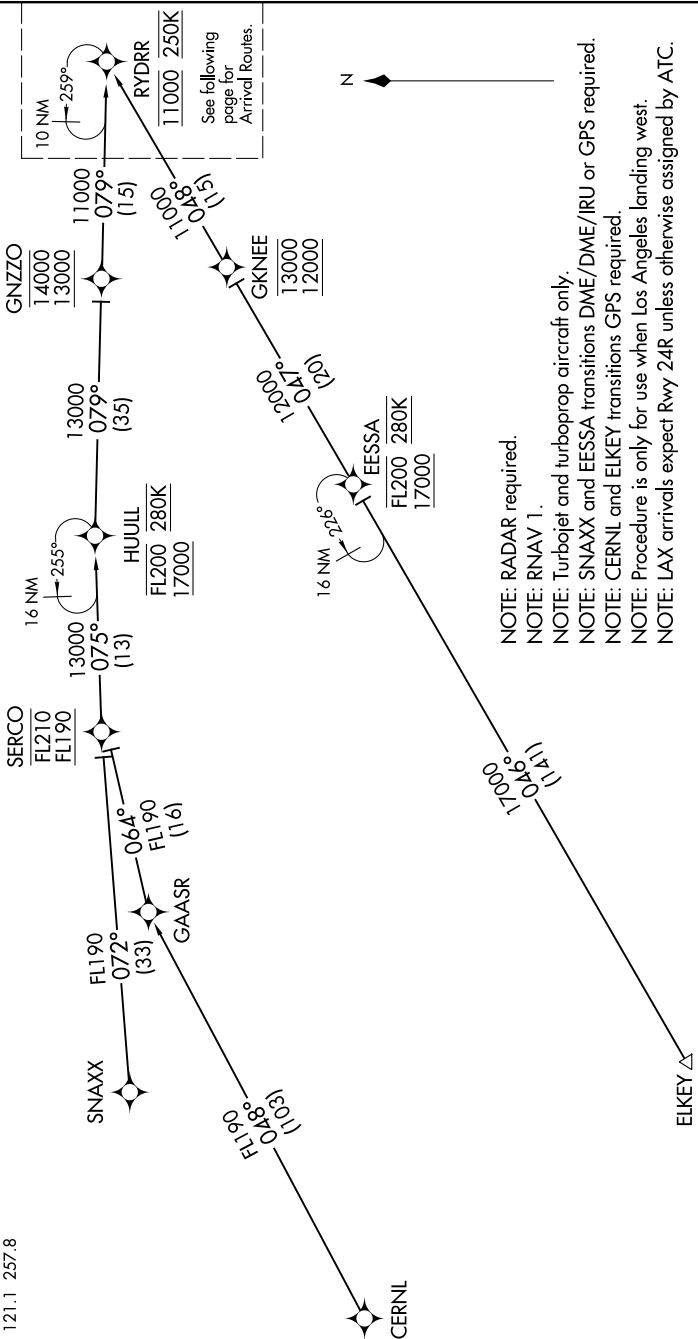 121.1 257.8
SNAXX
FL190
072°
(33)
SERCO
FL210
FL190
13000
075°
(13)
16 NM
255°
HUULL
FL200 280K
17000
13000
079°
(35)
GNZZO
14000
13000
11000
079°
(15)
10 NM
259°
RYDRR
11000 250K
See following
page for
Arrival Routes.
CERNL
FL190
048°
(103)
GAASR
064°
FL190
(16)
ELKEY
17000
046°
(141)
16 NM
226°
EESSA
FL200 280K
17000
12000
047°
(20)
GKNEE
13000
12000
11000
048°
(15)
N
NOTE: RADAR required.
NOTE: RNAV 1.
NOTE: Turbojet and turboprop aircraft only.
NOTE: SNAXX and EESSA transitions DME/DME/IRU or GPS required.
NOTE: CERNL and ELKEY transitions GPS required.
NOTE: Procedure is only for use when Los Angeles landing west.
NOTE: LAX arrivals expect Rwy 24R unless otherwise assigned by ATC.